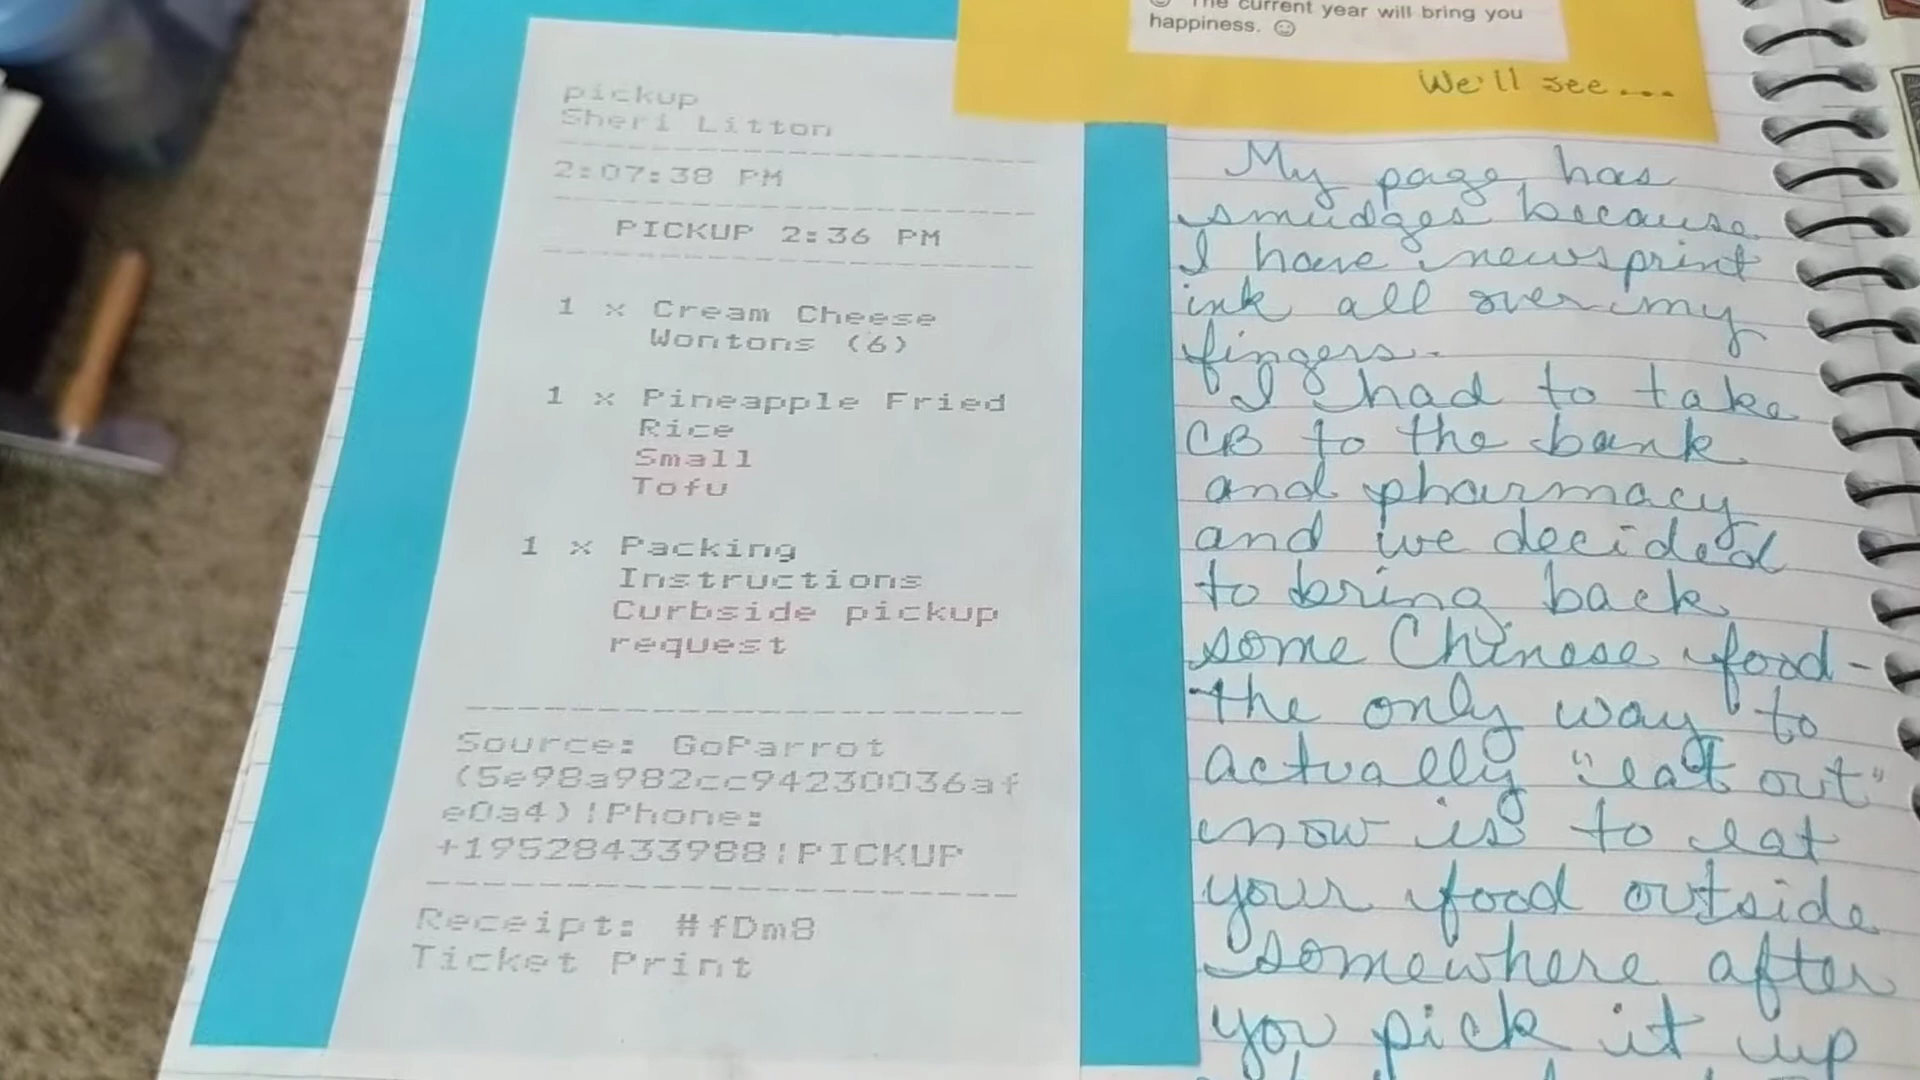 ☺ The current year will bring you
happiness. ☺
We'll see...
pickup
Sheri Litton
2:07:38 PM
PICKUP 2:36 PM
1 x Cream Cheese
Wontons (6)
1 x Pineapple Fried
Rice
Small
Tofu
1 x Packing
Instructions
Curbside pickup
request
Source: GoParrot
(5e98a982cc94230036af
e0a4)|Phone:
+19528433988|PICKUP
Receipt: #fDm8
Ticket Print
My page has
smudges because
I have newsprint
ink all over my
fingers.
I had to take
CB to the bank
and pharmacy
and we decided
to bring back
some Chinese food-
the only way to
actually "eat out"
now is to eat
your food outside
somewhere after
you pick it up